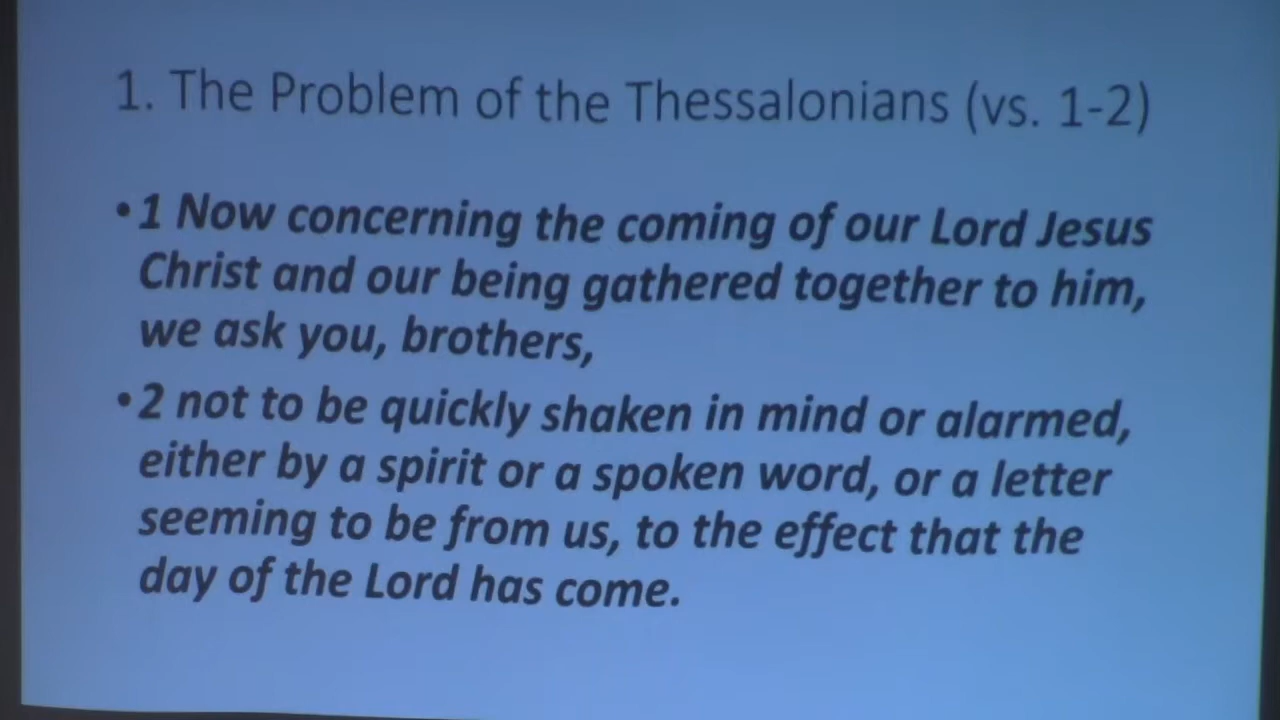 1. The Problem of the Thessalonians (vs. 1-2)
•1 Now concerning the coming of our Lord Jesus
Christ and our being gathered together to him,
we ask you, brothers,
•2 not to be quickly shaken in mind or alarmed,
either by a spirit or a spoken word, or a letter
seeming to be from us, to the effect that the
day of the Lord has come.